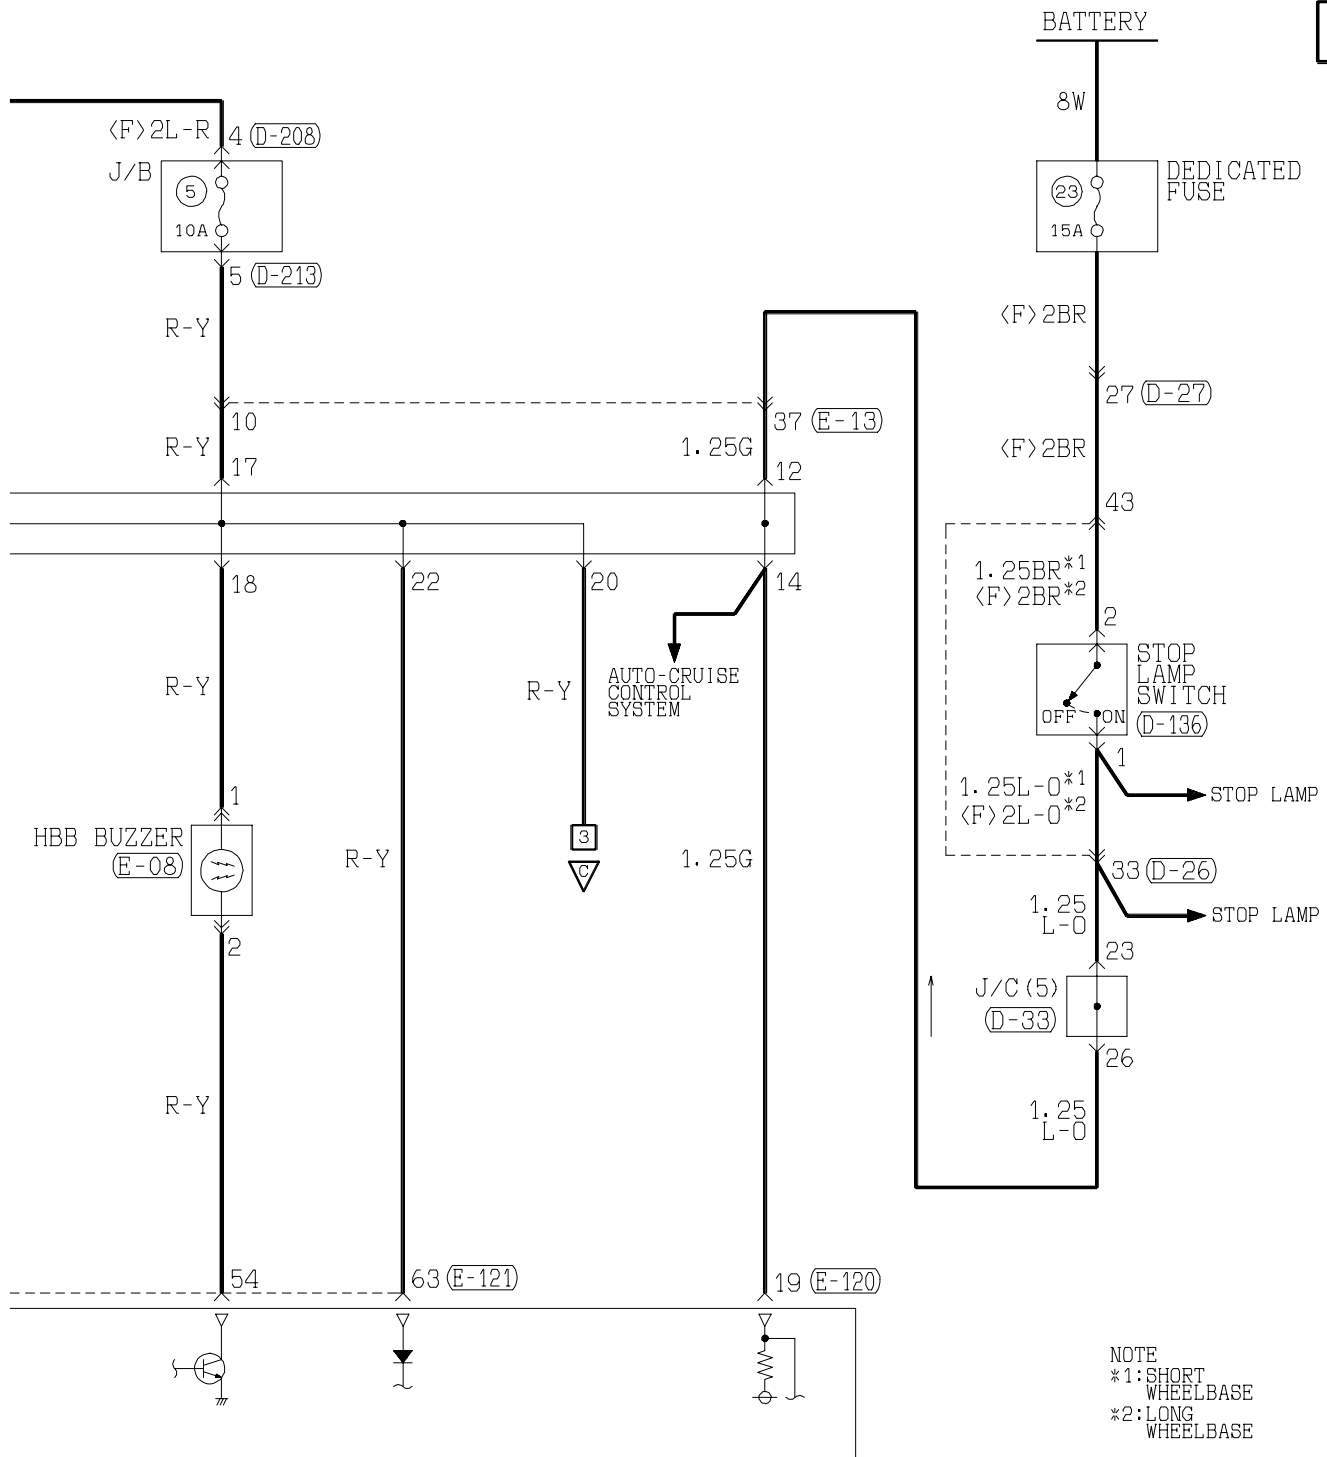 BATTERY
8W
<F>2L-R
4 (D-208)
J/B
5
10A
DEDICATED
FUSE
23
15A
5 (D-213)
R-Y
<F>2BR
27 (D-27)
10
37 (E-13)
R-Y
1.25G
<F>2BR
17
12
43
18
22
20
14
1.25BR*1
<F>2BR*2
2
STOP
LAMP
SWITCH
(D-136)
OFF
ON
R-Y
R-Y
AUTO-CRUISE
CONTROL
SYSTEM
1
1.25L-O*1
<F>2L-O*2
STOP LAMP
1
HBB BUZZER
(E-08)
R-Y
3
C
1.25G
33 (D-26)
1.25
L-O
STOP LAMP
2
23
J/C(5)
(D-33)
26
R-Y
1.25
L-O
54
63 (E-121)
19 (E-120)
NOTE
*1:SHORT
WHEELBASE
*2:LONG
WHEELBASE